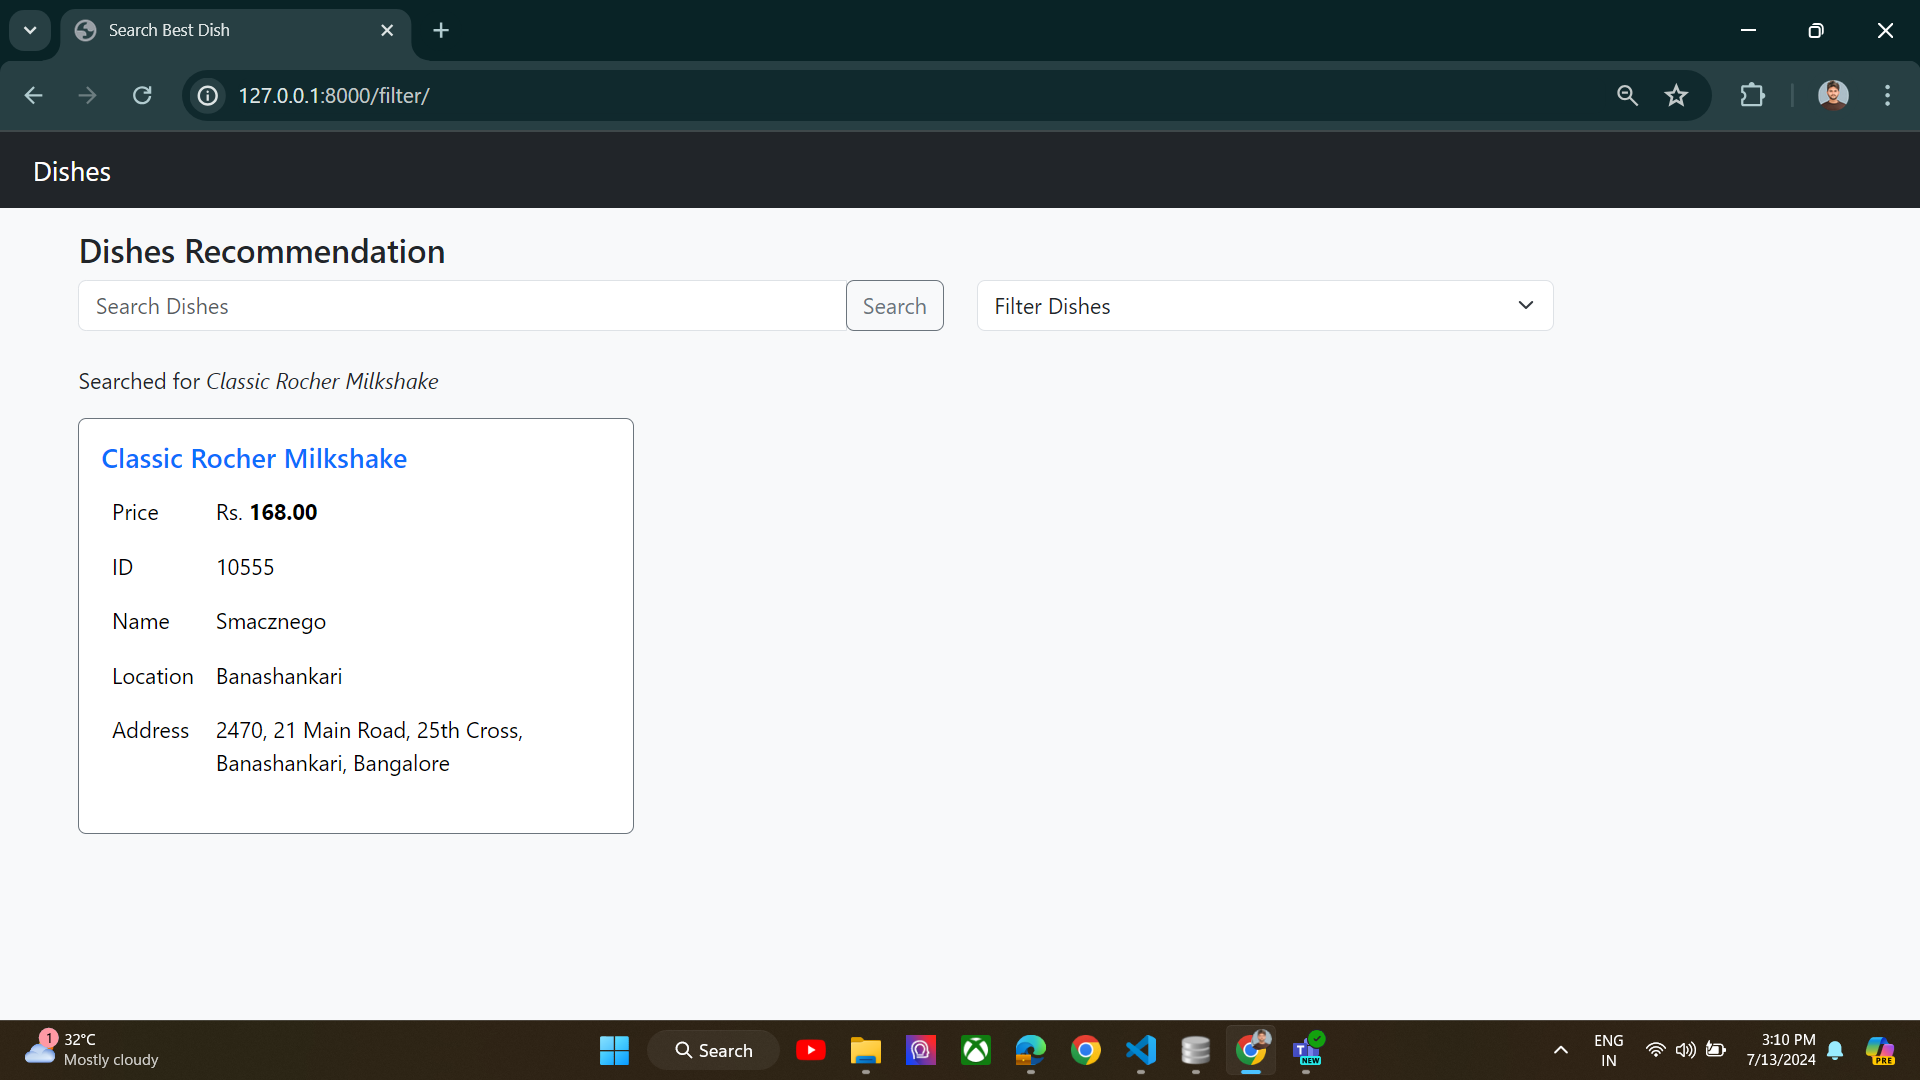 Search Best Dish
127.0.0.1:8000/filter/
Dishes
Dishes Recommendation
Search Dishes
Search
Filter Dishes
Searched for Classic Rocher Milkshake
Classic Rocher Milkshake
Price Rs. 168.00
ID 10555
Name Smacznego
Location Banashankari
Address 2470, 21 Main Road, 25th Cross,
Banashankari, Bangalore
1
32°C
Mostly cloudy
Search
T
NEW
ENG
IN
3:10 PM
7/13/2024
PRE